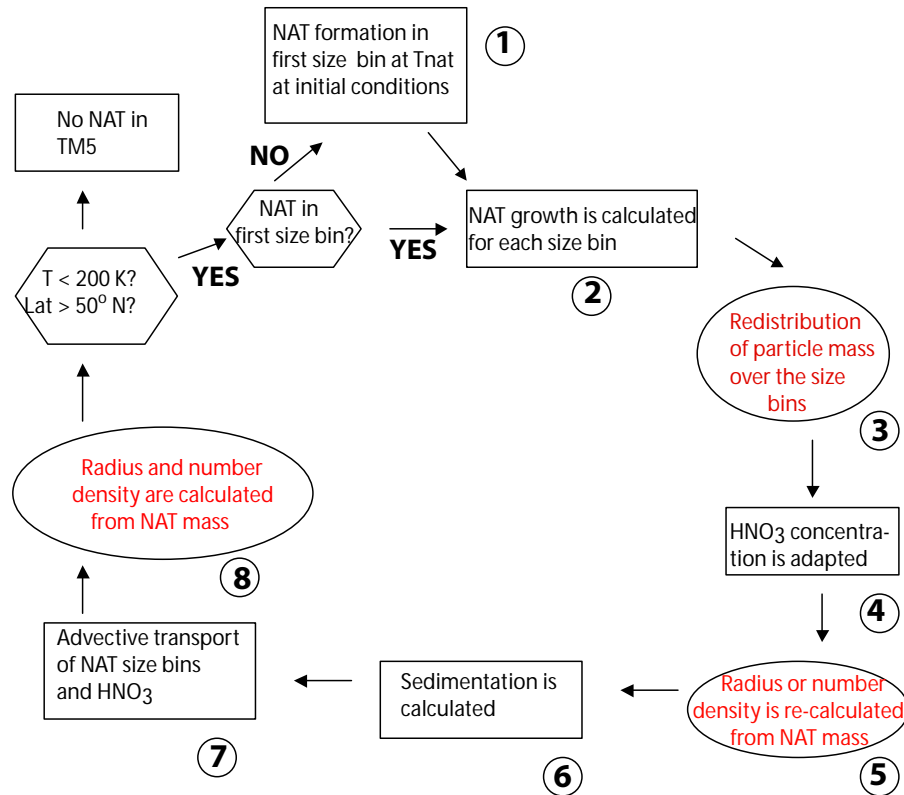 NAT formation in
first size bin at Tnat
at initial conditions
1
No NAT in
TM5
NO
NAT in
first size bin?
YES
YES
T < 200 K?
Lat > 50° N?
NAT growth is calculated
for each size bin
2
Redistribution
of particle mass
over the size
bins
3
HNO3 concentra-
tion is adapted
4
Radius or number
density is re-calculated
from NAT mass
5
Sedimentation is
calculated
6
Advective transport
of NAT size bins
and HNO3
7
Radius and number
density are calculated
from NAT mass
8